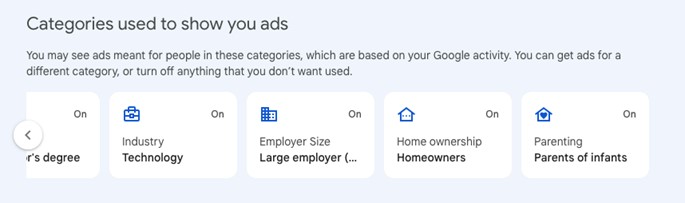 Categories used to show you ads
You may see ads meant for people in these categories, which are based on your Google activity. You can get ads for a
different category, or turn off anything that you don’t want used.
On
r's degree
On
Industry
Technology
On
Employer Size
Large employer (...
On
Home ownership
Homeowners
On
Parenting
Parents of infants